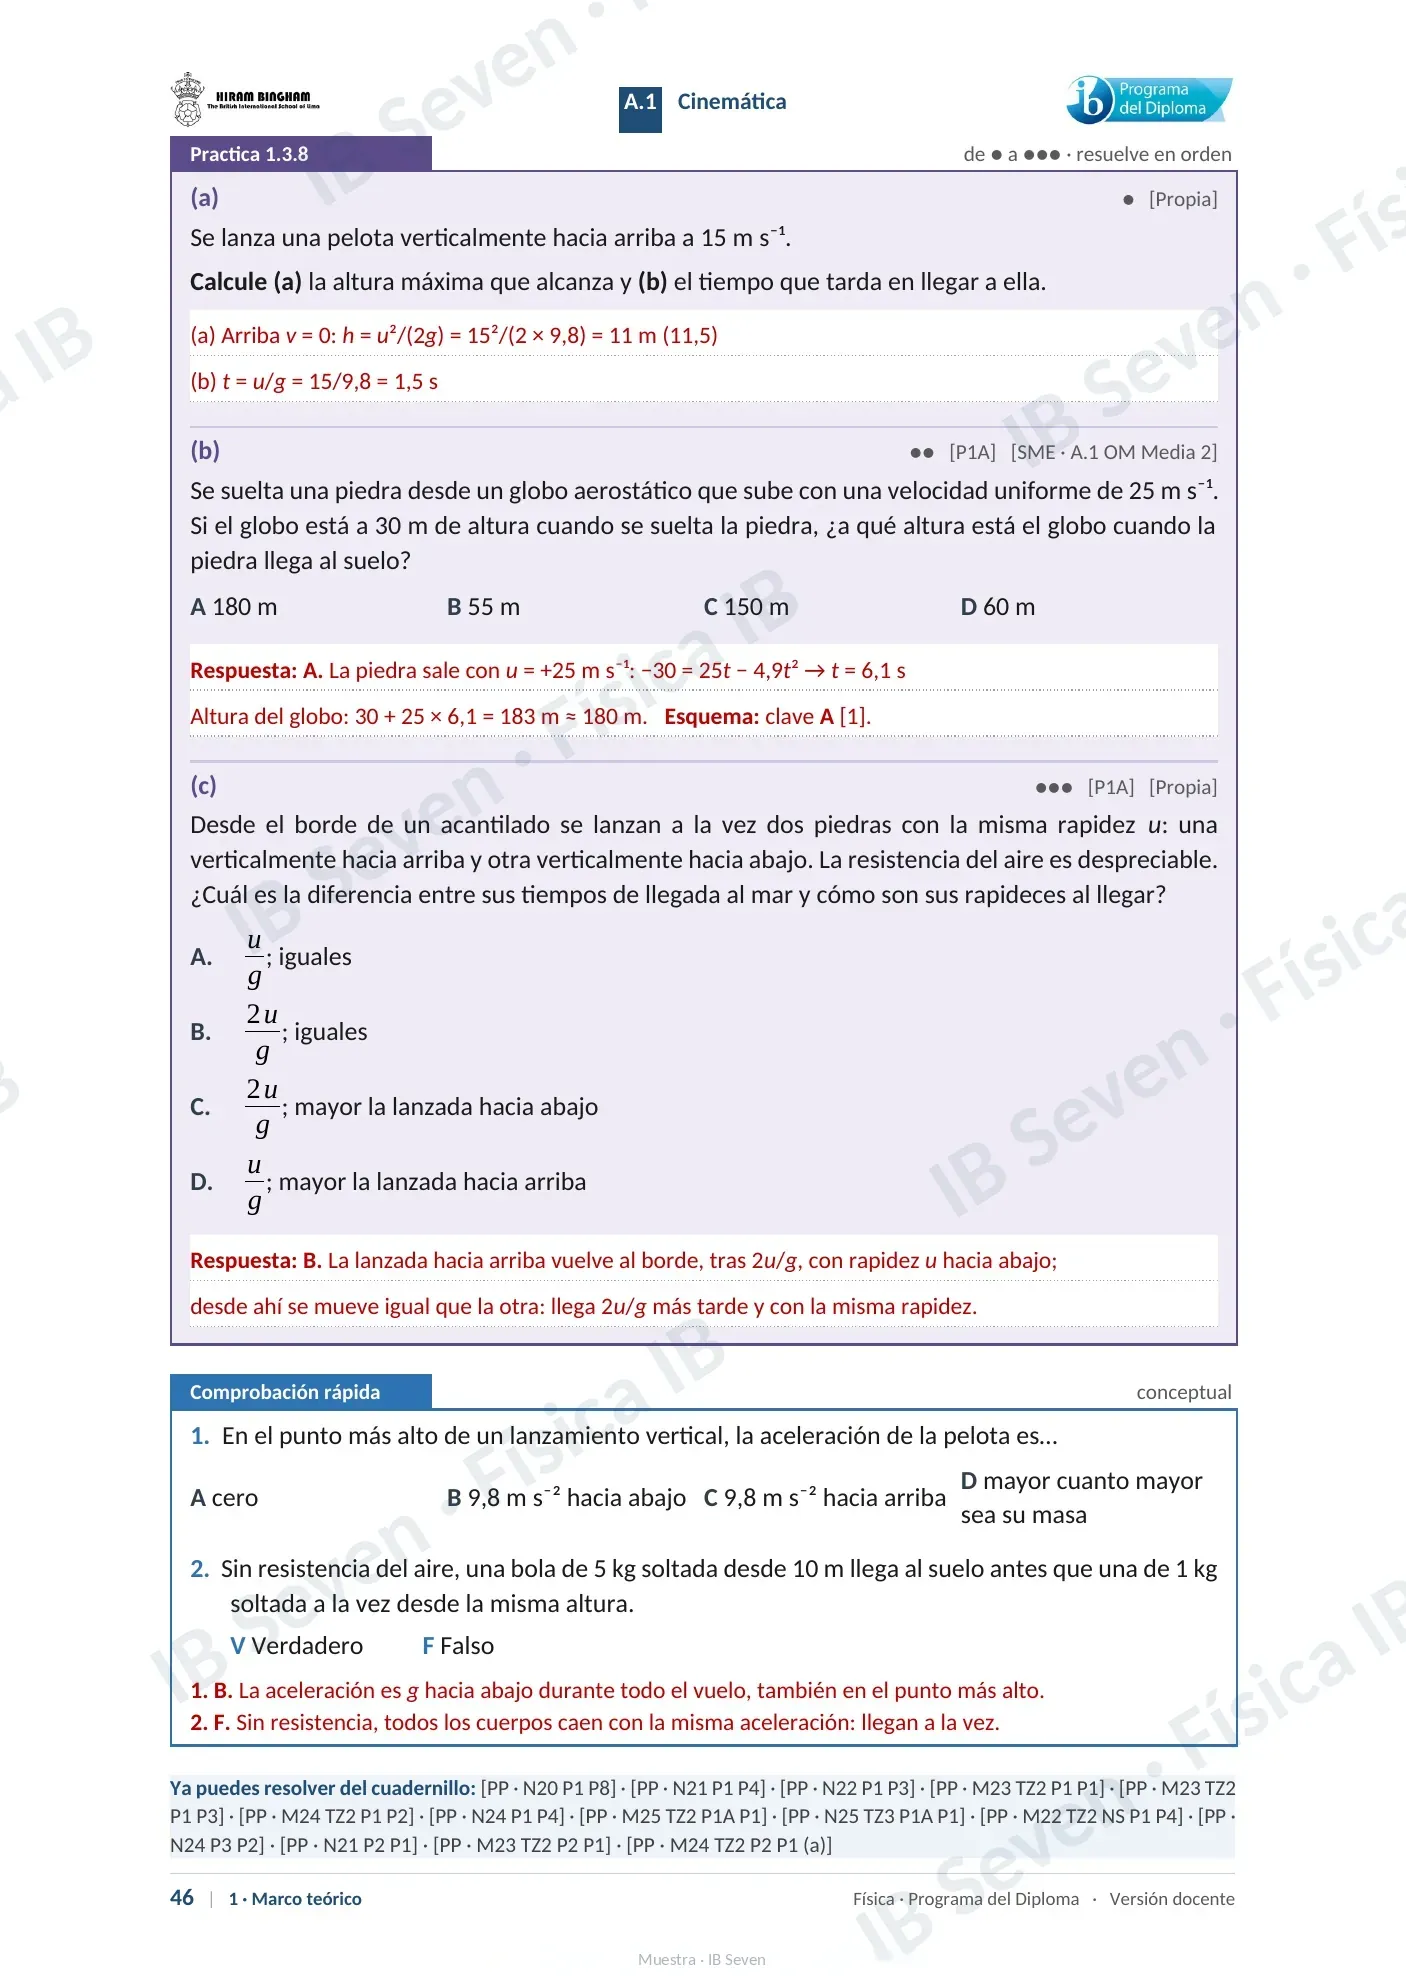 HIRAM BINGHAM
The British International School of Lima
A.1 Cinemática
ib Programa
del Diploma
Practica 1.3.8
de ● a ●●● · resuelve en orden
(a) ● [Propia]
Se lanza una pelota verticalmente hacia arriba a 15 m s⁻¹.
Calcule (a) la altura máxima que alcanza y (b) el tiempo que tarda en llegar a ella.
(a) Arriba v = 0: h = u²/(2g) = 15²/(2 × 9,8) = 11 m (11,5)
(b) t = u/g = 15/9,8 = 1,5 s
(b) ●● [P1A] [SME · A.1 OM Media 2]
Se suelta una piedra desde un globo aerostático que sube con una velocidad uniforme de 25 m s⁻¹.
Si el globo está a 30 m de altura cuando se suelta la piedra, ¿a qué altura está el globo cuando la
piedra llega al suelo?
A 180 m B 55 m C 150 m D 60 m
Respuesta: A. La piedra sale con u = +25 m s⁻¹: −30 = 25t − 4,9t² → t = 6,1 s
Altura del globo: 30 + 25 × 6,1 = 183 m ≈ 180 m. Esquema: clave A [1].
(c) ●●● [P1A] [Propia]
Desde el borde de un acantilado se lanzan a la vez dos piedras con la misma rapidez u: una
verticalmente hacia arriba y otra verticalmente hacia abajo. La resistencia del aire es despreciable.
¿Cuál es la diferencia entre sus tiempos de llegada al mar y cómo son sus rapideces al llegar?
A. u/g; iguales
B. 2u/g; iguales
C. 2u/g; mayor la lanzada hacia abajo
D. u/g; mayor la lanzada hacia arriba
Respuesta: B. La lanzada hacia arriba vuelve al borde, tras 2u/g, con rapidez u hacia abajo;
desde ahí se mueve igual que la otra: llega 2u/g más tarde y con la misma rapidez.
Comprobación rápida
conceptual
1. En el punto más alto de un lanzamiento vertical, la aceleración de la pelota es…
A cero B 9,8 m s⁻² hacia abajo C 9,8 m s⁻² hacia arriba D mayor cuanto mayor
sea su masa
2. Sin resistencia del aire, una bola de 5 kg soltada desde 10 m llega al suelo antes que una de 1 kg
soltada a la vez desde la misma altura.
V Verdadero F Falso
1. B. La aceleración es g hacia abajo durante todo el vuelo, también en el punto más alto.
2. F. Sin resistencia, todos los cuerpos caen con la misma aceleración: llegan a la vez.
Ya puedes resolver del cuadernillo: [PP · N20 P1 P8] · [PP · N21 P1 P4] · [PP · N22 P1 P3] · [PP · M23 TZ2 P1 P1] · [PP · M23 TZ2
P1 P3] · [PP · M24 TZ2 P1 P2] · [PP · N24 P1 P4] · [PP · M25 TZ2 P1A P1] · [PP · N25 TZ3 P1A P1] · [PP · M22 TZ2 NS P1 P4] · [PP ·
N24 P3 P2] · [PP · N21 P2 P1] · [PP · M23 TZ2 P2 P1] · [PP · M24 TZ2 P2 P1 (a)]
46 | 1 · Marco teórico
Física · Programa del Diploma · Versión docente
Muestra · IB Seven
IB Seven · Física IB